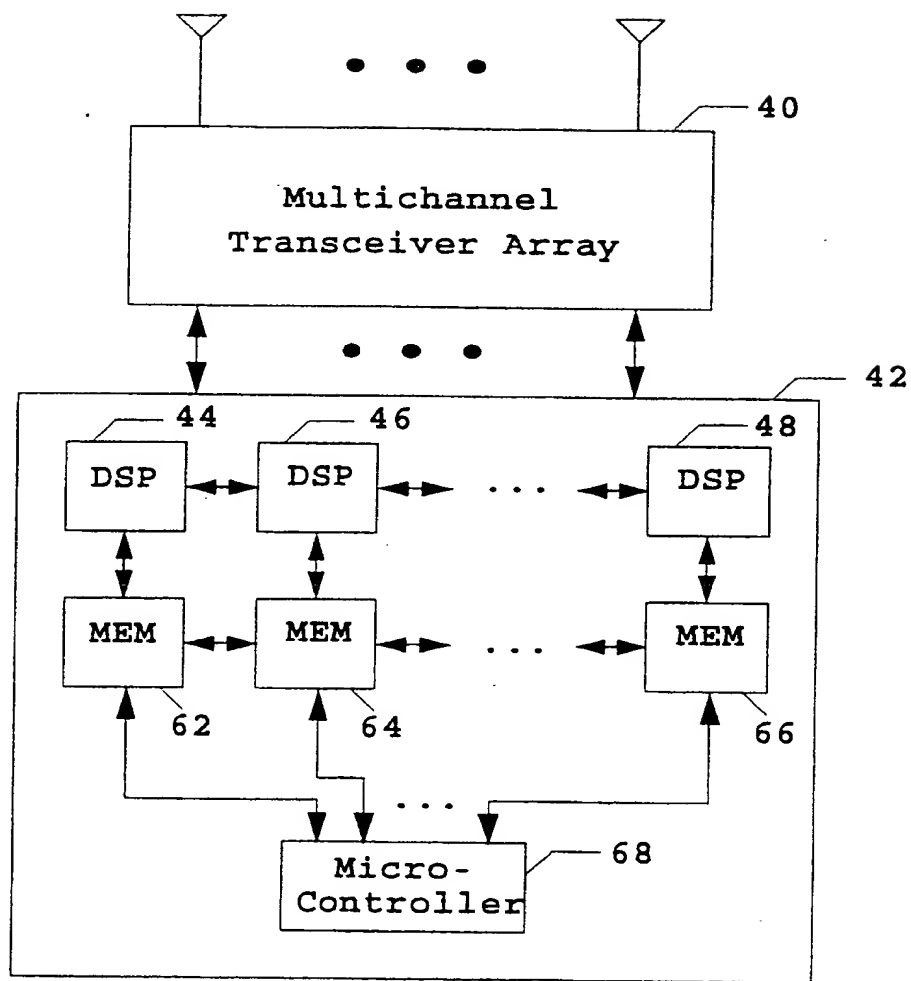 40
Multichannel
Transceiver Array
42
44
46
48
DSP
DSP
...
DSP
MEM
MEM
...
MEM
62
64
66
...
68
Micro-
Controller